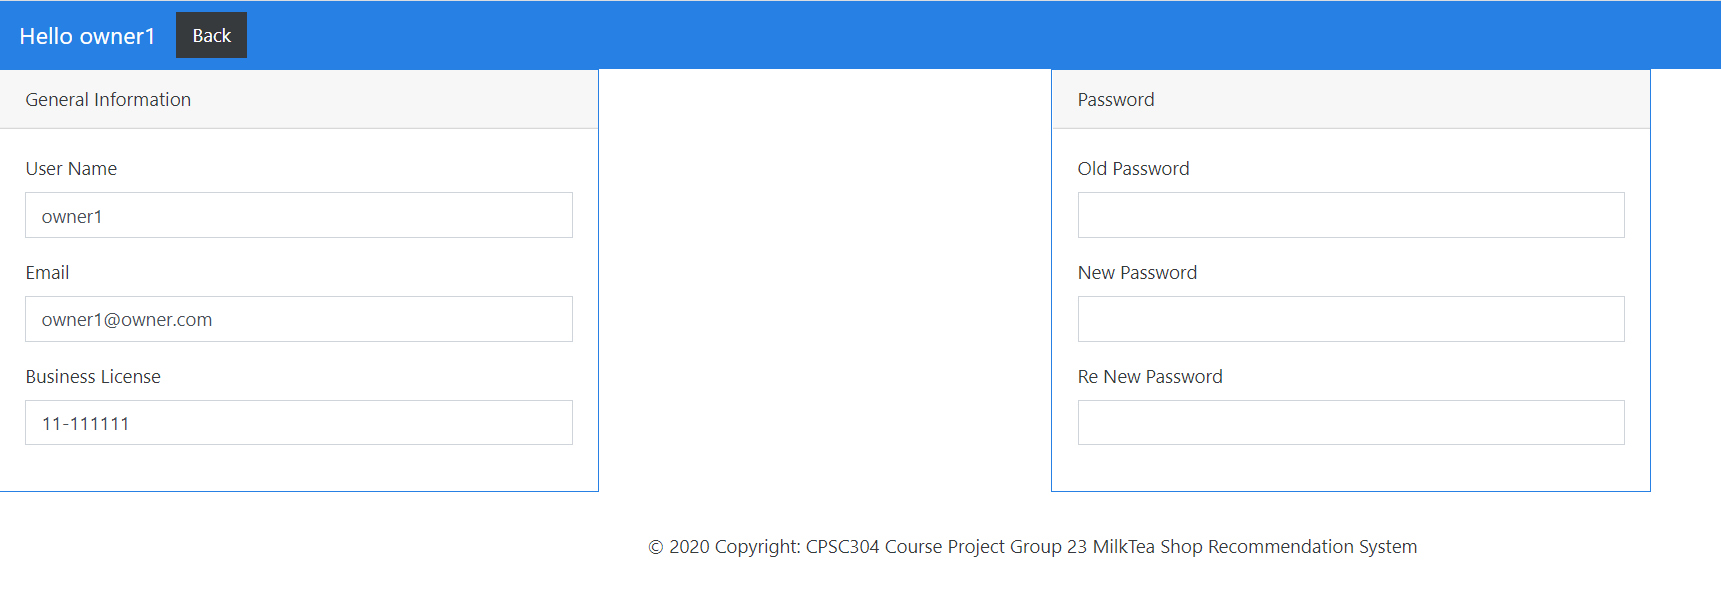 Hello owner1 Back
General Information
User Name
owner1
Email
owner1@owner.com
Business License
11-111111
Password
Old Password
New Password
Re New Password
© 2020 Copyright: CPSC304 Course Project Group 23 MilkTea Shop Recommendation System